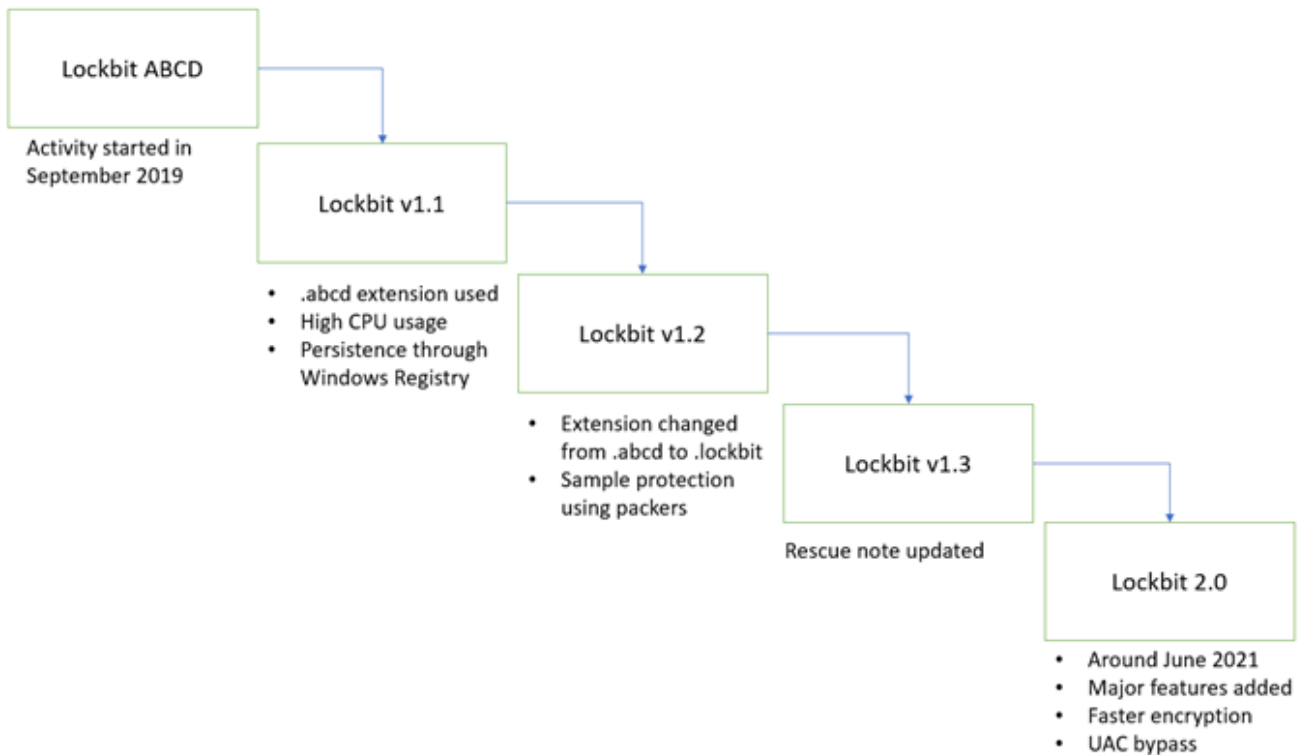 Lockbit ABCD
Activity started in
September 2019
Lockbit v1.1
• .abcd extension used
• High CPU usage
• Persistence through
Windows Registry
Lockbit v1.2
• Extension changed
from .abcd to .lockbit
• Sample protection
using packers
Lockbit v1.3
Rescue note updated
Lockbit 2.0
• Around June 2021
• Major features added
• Faster encryption
• UAC bypass